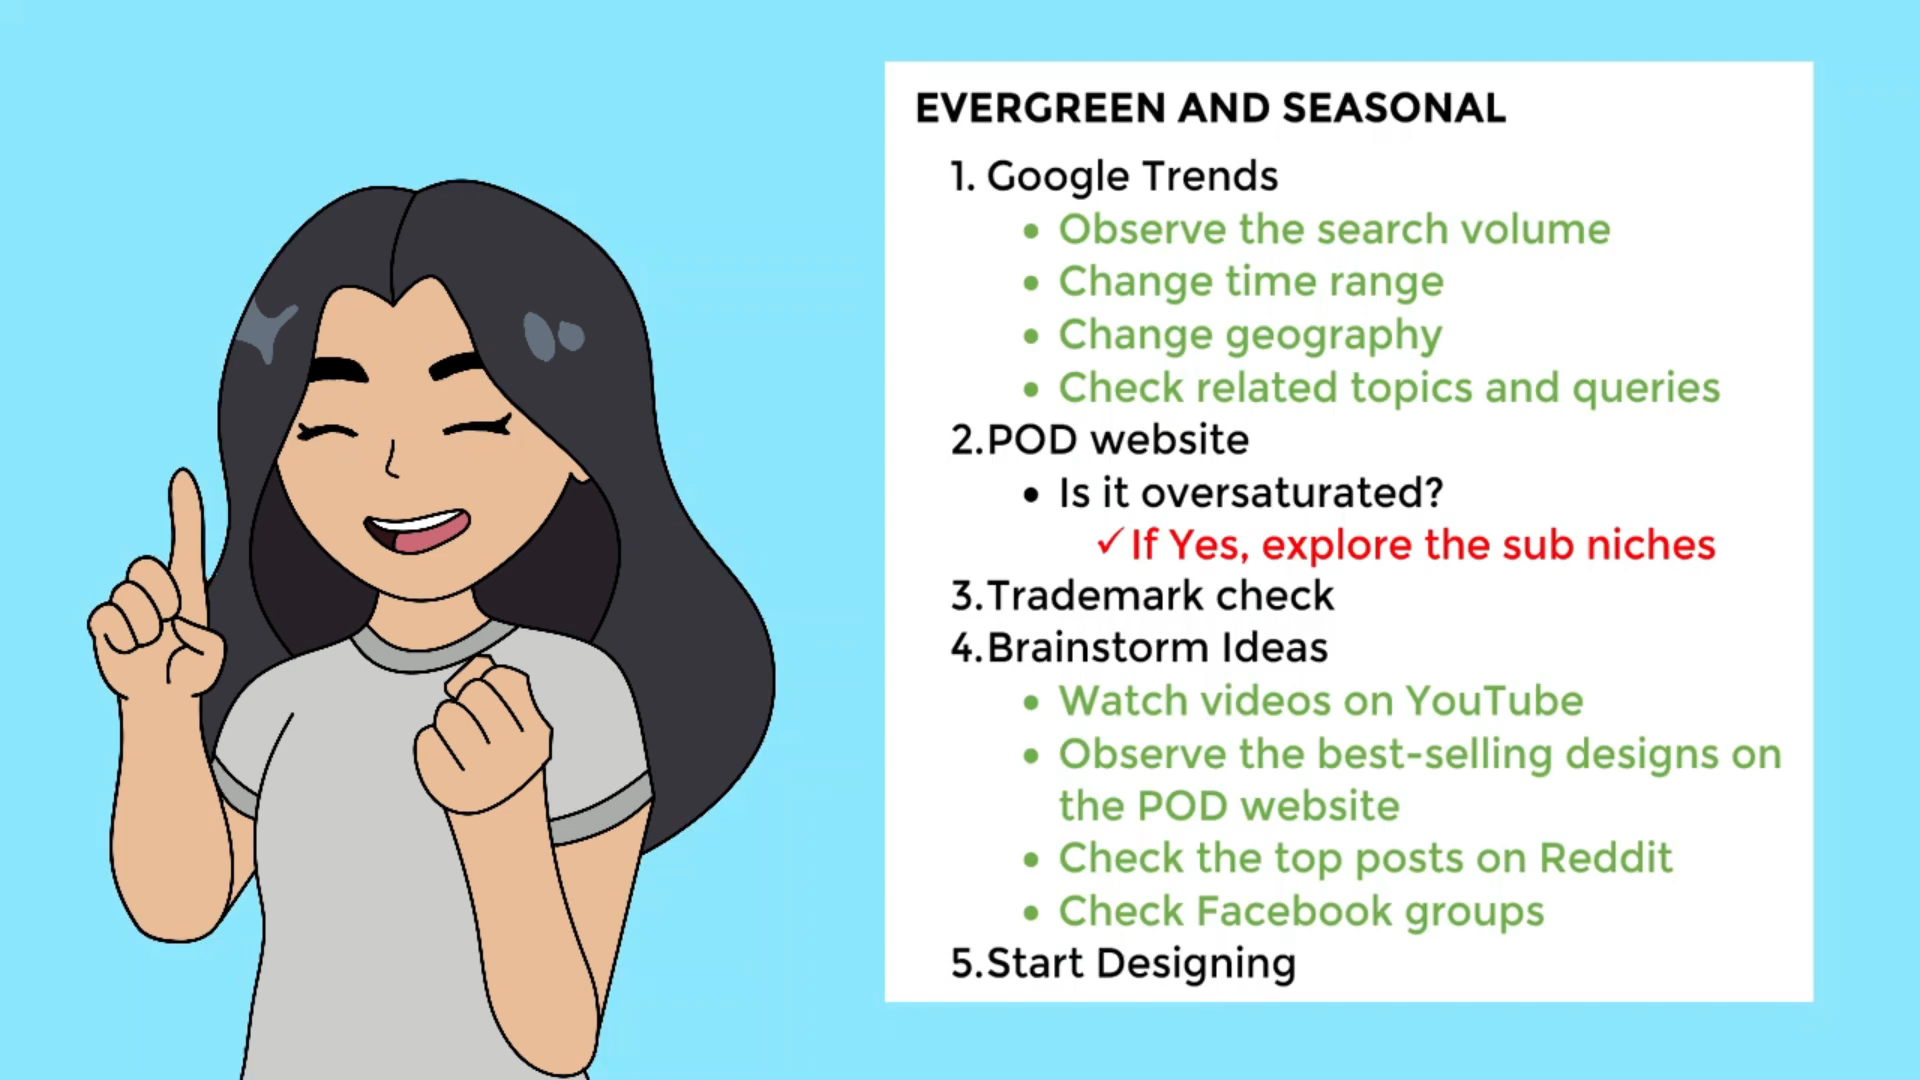 EVERGREEN AND SEASONAL
1. Google Trends
• Observe the search volume
• Change time range
• Change geography
• Check related topics and queries
2.POD website
• Is it oversaturated?
✓If Yes, explore the sub niches
3.Trademark check
4.Brainstorm Ideas
• Watch videos on YouTube
• Observe the best-selling designs on
the POD website
• Check the top posts on Reddit
• Check Facebook groups
5.Start Designing